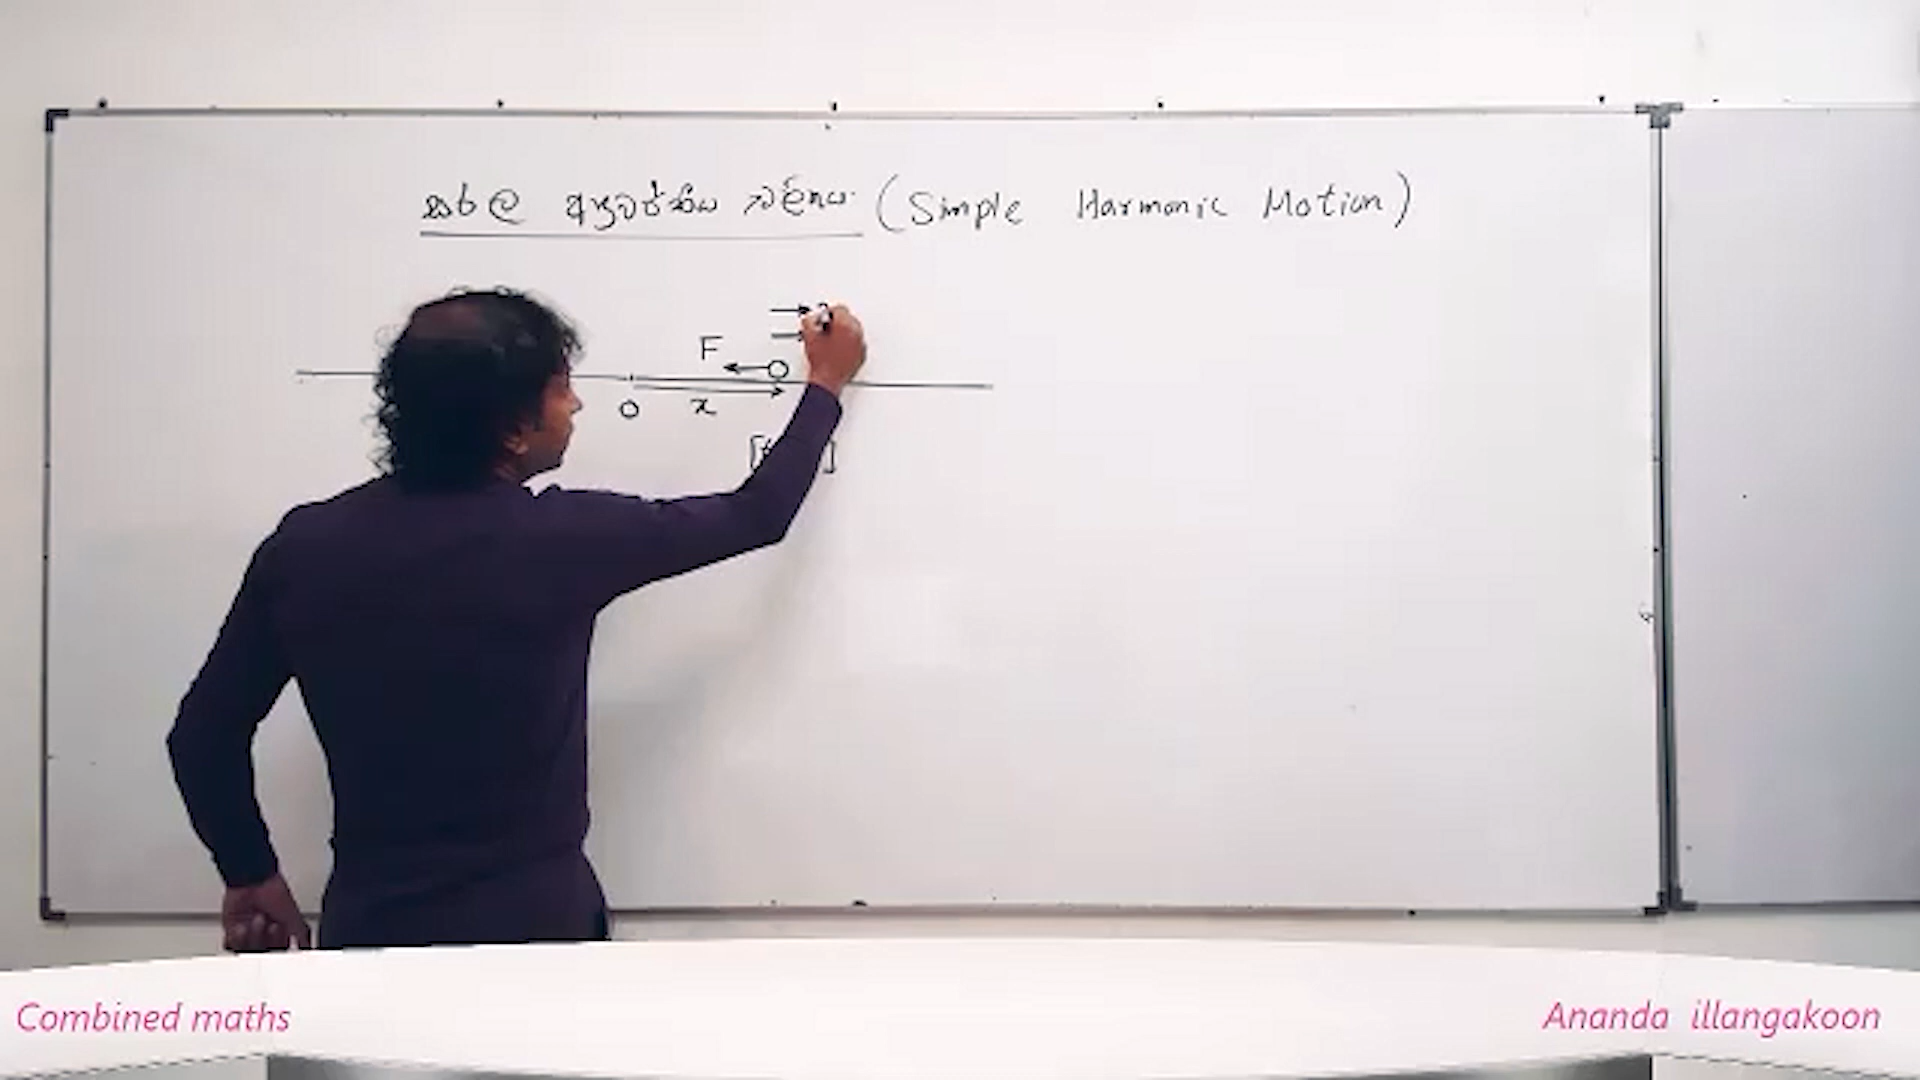 සරල අනුවර්තීය චලිතය (Simple Harmonic Motion)
F
O x
Combined maths
Ananda illangakoon